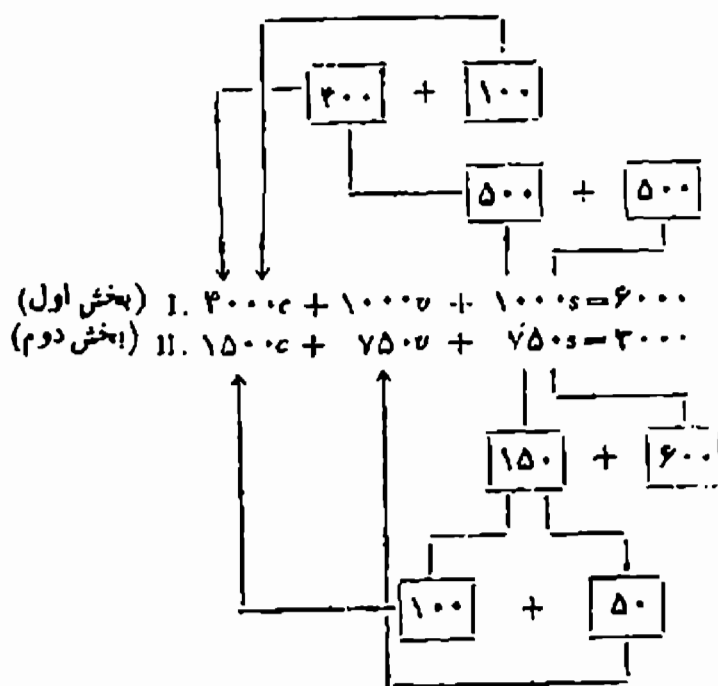 ۴۰۰ + ۱۰۰
۵۰۰ + ۵۰۰
(بخش اول) I. ۴۰۰۰c + ۱۰۰۰v + ۱۰۰۰s = ۶۰۰۰
(بخش دوم) II. ۱۵۰۰c + ۷۵۰v + ۷۵۰s = ۳۰۰۰
۱۵۰ + ۶۰۰
۱۰۰ + ۵۰